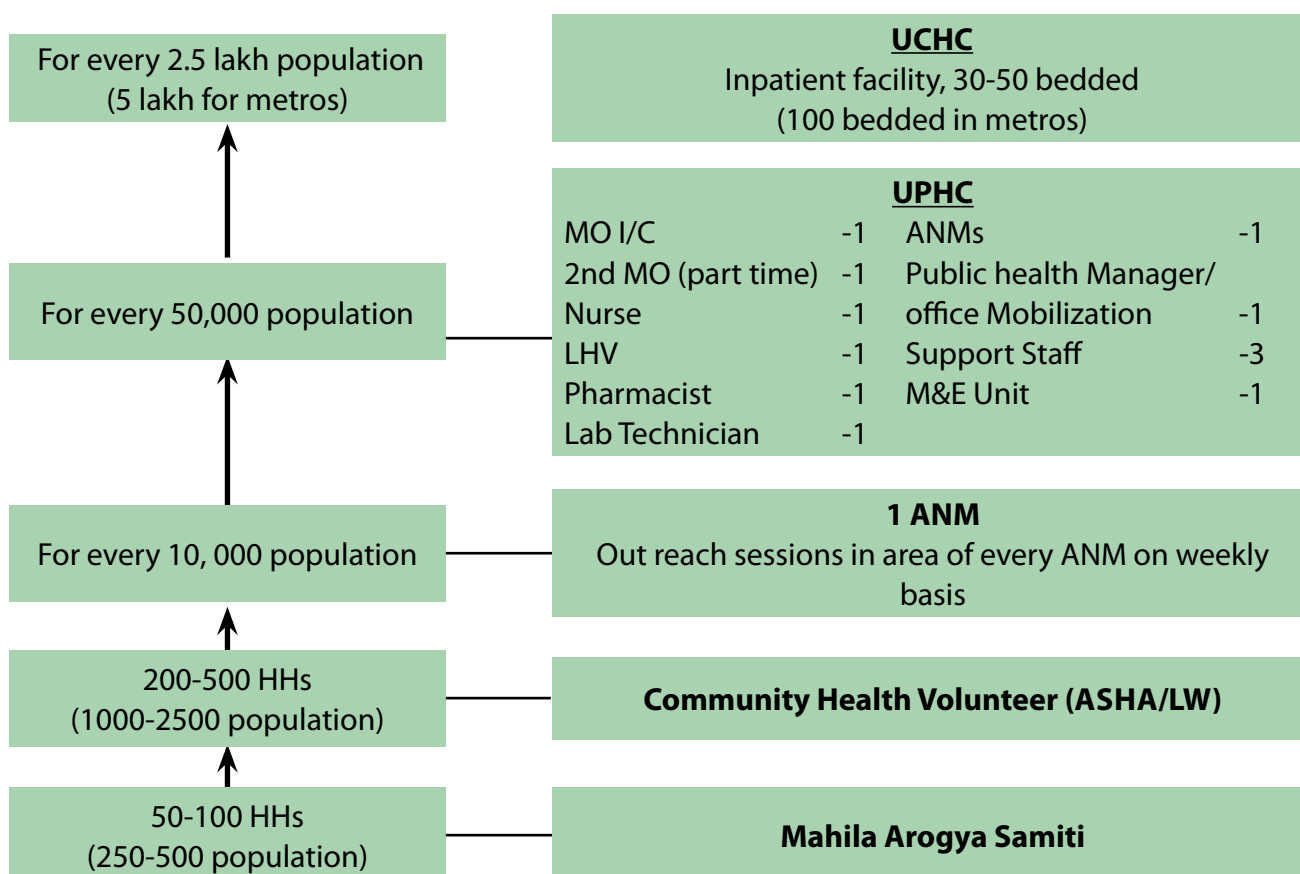 For every 2.5 lakh population
(5 lakh for metros)
UCHC
Inpatient facility, 30-50 bedded
(100 bedded in metros)
For every 50,000 population
UPHC
MO I/C -1 ANMs -1
2nd MO (part time) -1 Public health Manager/
Nurse -1 office Mobilization -1
LHV -1 Support Staff -3
Pharmacist -1 M&E Unit -1
Lab Technician -1
For every 10, 000 population
1 ANM
Out reach sessions in area of every ANM on weekly
basis
200-500 HHs
(1000-2500 population)
Community Health Volunteer (ASHA/LW)
50-100 HHs
(250-500 population)
Mahila Arogya Samiti